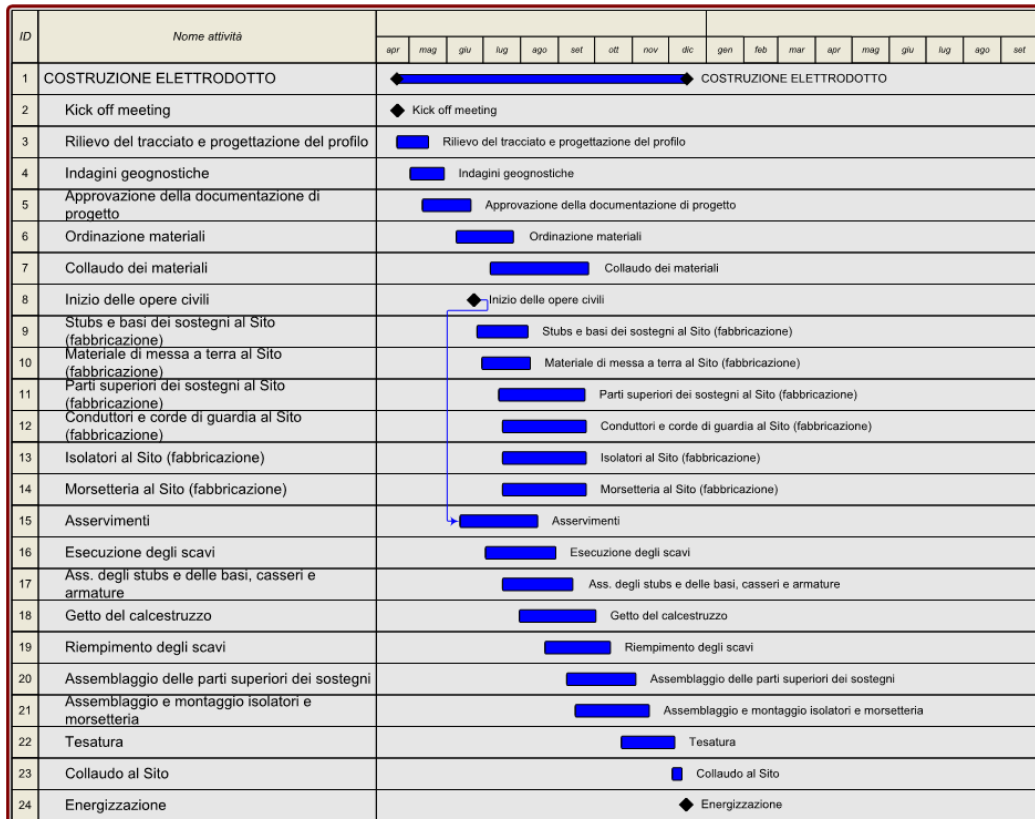 ID Nome attività
apr mag giu lug ago set ott nov dic gen feb mar apr mag giu lug ago set
1 COSTRUZIONE ELETTRODOTTO COSTRUZIONE ELETTRODOTTO
2 Kick off meeting Kick off meeting
3 Rilievo del tracciato e progettazione del profilo Rilievo del tracciato e progettazione del profilo
4 Indagini geognostiche Indagini geognostiche
5 Approvazione della documentazione di
progetto Approvazione della documentazione di progetto
6 Ordinazione materiali Ordinazione materiali
7 Collaudo dei materiali Collaudo dei materiali
8 Inizio delle opere civili Inizio delle opere civili
9 Stubs e basi dei sostegni al Sito
(fabbricazione) Stubs e basi dei sostegni al Sito (fabbricazione)
10 Materiale di messa a terra al Sito
(fabbricazione) Materiale di messa a terra al Sito (fabbricazione)
11 Parti superiori dei sostegni al Sito
(fabbricazione) Parti superiori dei sostegni al Sito (fabbricazione)
12 Conduttori e corde di guardia al Sito
(fabbricazione) Conduttori e corde di guardia al Sito (fabbricazione)
13 Isolatori al Sito (fabbricazione) Isolatori al Sito (fabbricazione)
14 Morsetteria al Sito (fabbricazione) Morsetteria al Sito (fabbricazione)
15 Asservimenti Asservimenti
16 Esecuzione degli scavi Esecuzione degli scavi
17 Ass. degli stubs e delle basi, casseri e
armature Ass. degli stubs e delle basi, casseri e armature
18 Getto del calcestruzzo Getto del calcestruzzo
19 Riempimento degli scavi Riempimento degli scavi
20 Assemblaggio delle parti superiori dei sostegni Assemblaggio delle parti superiori dei sostegni
21 Assemblaggio e montaggio isolatori e
morsetteria Assemblaggio e montaggio isolatori e morsetteria
22 Tesatura Tesatura
23 Collaudo al Sito Collaudo al Sito
24 Energizzazione Energizzazione